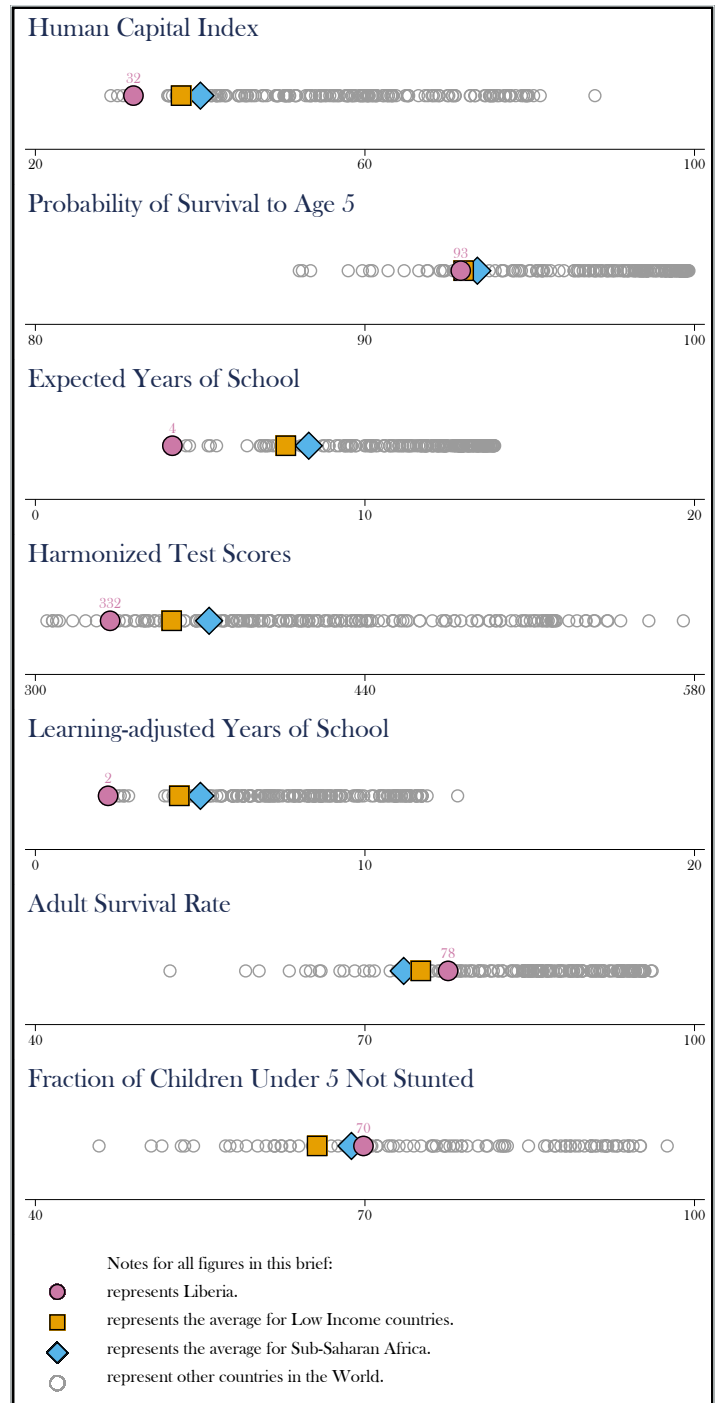 Human Capital Index
32
20 60 100
Probability of Survival to Age 5
93
80 90 100
Expected Years of School
4
0 10 20
Harmonized Test Scores
332
300 440 580
Learning-adjusted Years of School
2
0 10 20
Adult Survival Rate
78
40 70 100
Fraction of Children Under 5 Not Stunted
70
40 70 100
Notes for all figures in this brief:
represents Liberia.
represents the average for Low Income countries.
represents the average for Sub-Saharan Africa.
represent other countries in the World.